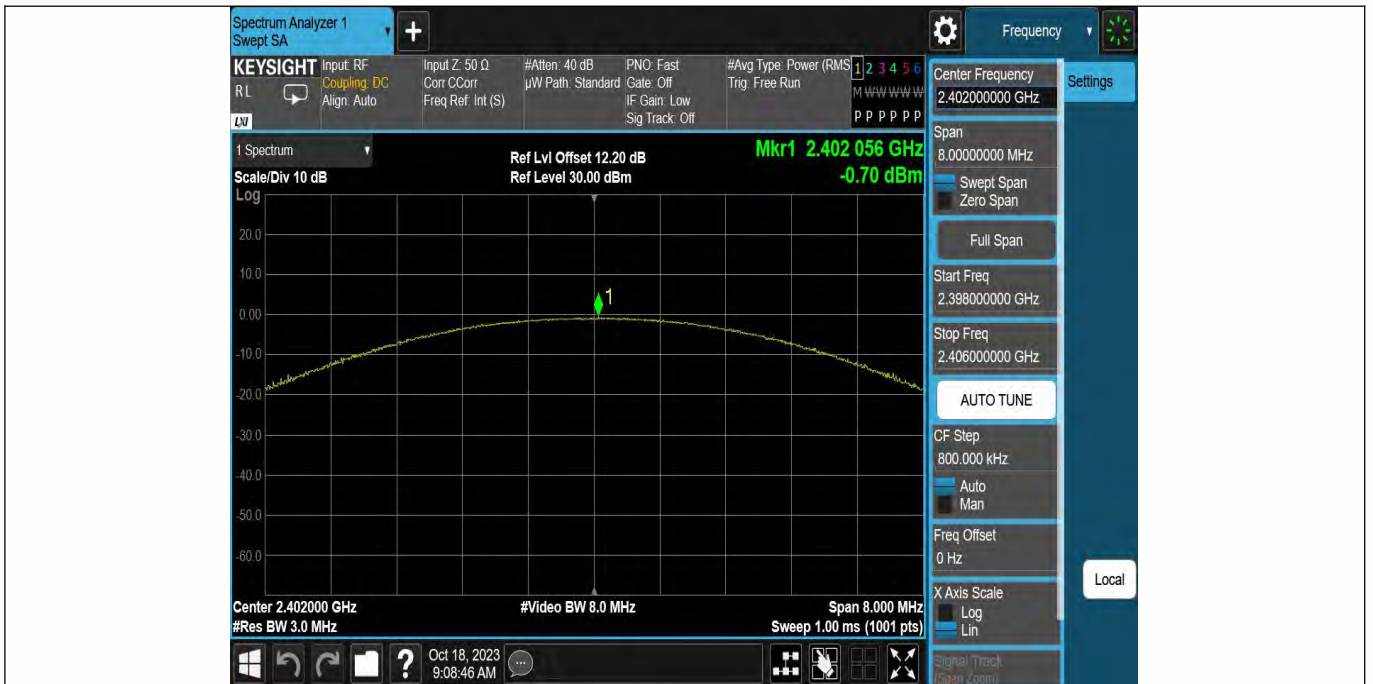 Spectrum Analyzer 1
Swept SA
Frequency
KEYSIGHT
RL
LXI
Input: RF
Coupling: DC
Align: Auto
Input Z: 50 Ω
Corr CCorr
Freq Ref: Int (S)
#Atten: 40 dB
µW Path: Standard
PNO: Fast
Gate: Off
IF Gain: Low
Sig Track: Off
#Avg Type: Power (RMS
Trig: Free Run
1 2 3 4 5 6
M W W W W W
P P P P P P
1 Spectrum
Scale/Div 10 dB
Log
Ref Lvl Offset 12.20 dB
Ref Level 30.00 dBm
Mkr1 2.402 056 GHz
-0.70 dBm
20.0
10.0
0.00
-10.0
-20.0
-30.0
-40.0
-50.0
-60.0
1
Center 2.402000 GHz
#Res BW 3.0 MHz
#Video BW 8.0 MHz
Span 8.000 MHz
Sweep 1.00 ms (1001 pts)
Center Frequency
2.402000000 GHz
Settings
Span
8.00000000 MHz
Swept Span
Zero Span
Full Span
Start Freq
2.398000000 GHz
Stop Freq
2.406000000 GHz
AUTO TUNE
CF Step
800.000 kHz
Auto
Man
Freq Offset
0 Hz
X Axis Scale
Log
Lin
Local
Signal Track
(Span Zoom)
?
Oct 18, 2023
9:08:46 AM